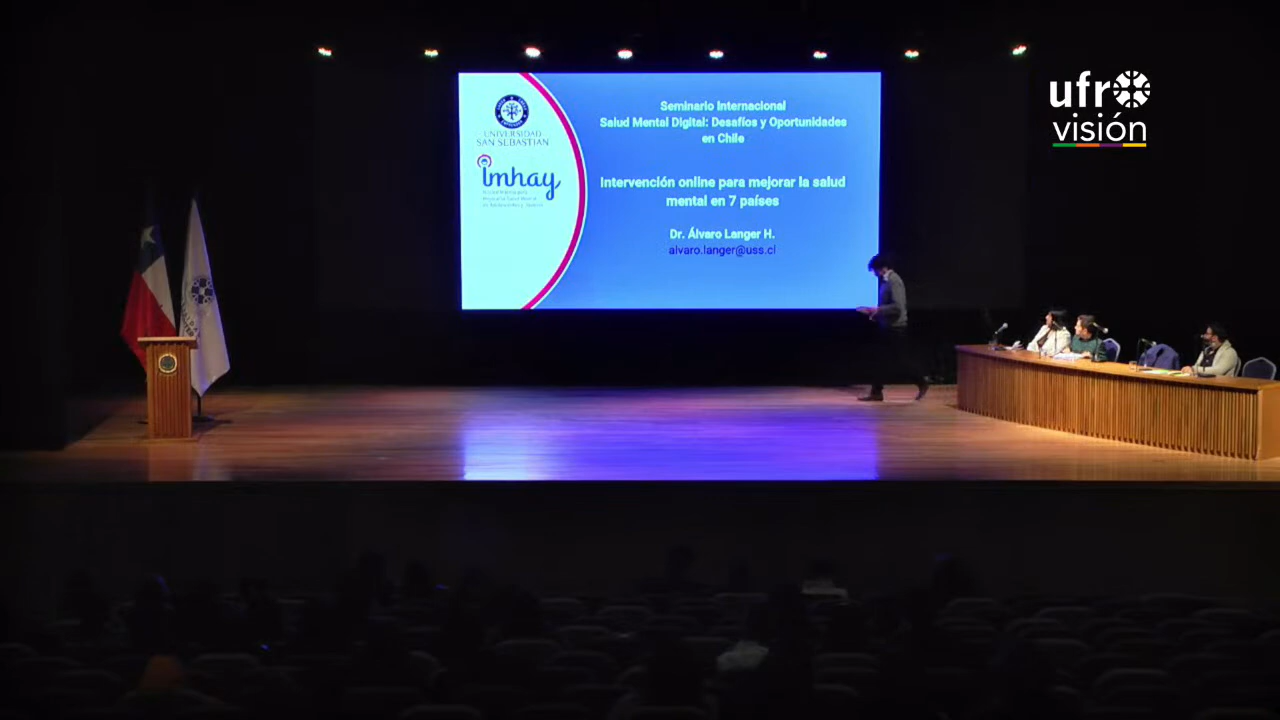 Seminario Internacional
Salud Mental Digital: Desafíos y Oportunidades
en Chile
Intervención online para mejorar la salud
mental en 7 países
Dr. Álvaro Langer H.
alvaro.langer@uss.cl
UNIVERSIDAD
SAN SEBASTIAN
imhay
ufro
visión